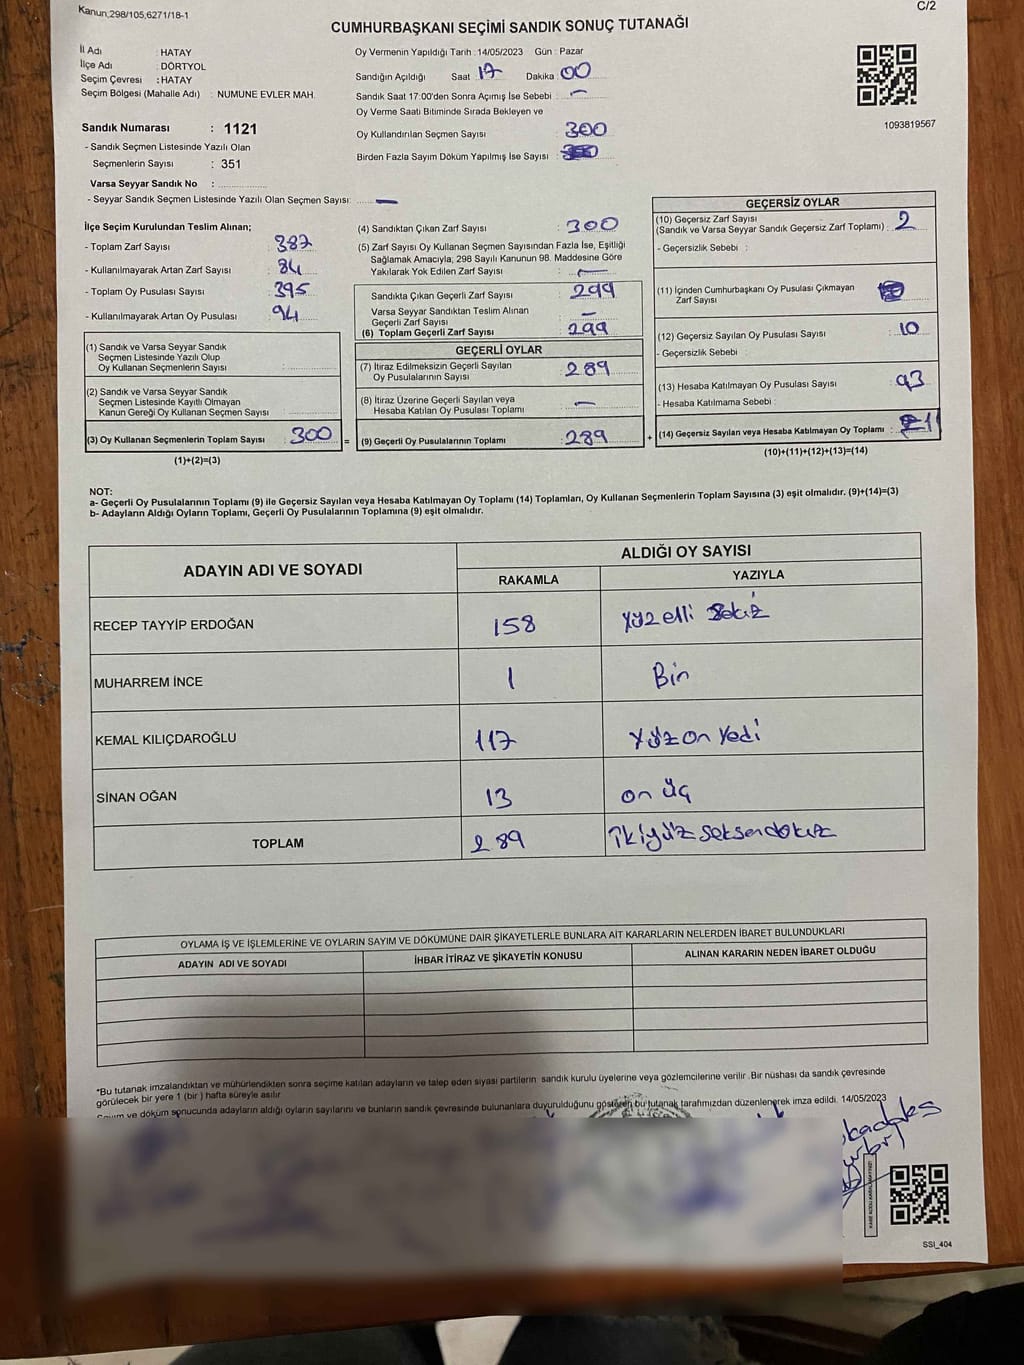 Kanun;298/105,6271/18-1
C/2
CUMHURBAŞKANI SEÇİMİ SANDIK SONUÇ TUTANAĞI
İl Adı : HATAY
İlçe Adı : DÖRTYOL
Seçim Çevresi : HATAY
Seçim Bölgesi (Mahalle Adı) : NUMUNE EVLER MAH.
Sandık Numarası : 1121
- Sandık Seçmen Listesinde Yazılı Olan
Seçmenlerin Sayısı : 351
Varsa Seyyar Sandık No :
- Seyyar Sandık Seçmen Listesinde Yazılı Olan Seçmen Sayısı: —
Oy Vermenin Yapıldığı Tarih : 14/05/2023 Gün : Pazar
Sandığın Açıldığı Saat 17 Dakika 00
Sandık Saat 17:00'den Sonra Açılmış İse Sebebi : —
Oy Verme Saati Bitiminde Sırada Bekleyen ve
Oy Kullandırılan Seçmen Sayısı : 300
Birden Fazla Sayım Döküm Yapılmış İse Sayısı :
1093819567
İlçe Seçim Kurulundan Teslim Alınan;
- Toplam Zarf Sayısı : 387
- Kullanılmayarak Artan Zarf Sayısı : 84
- Toplam Oy Pusulası Sayısı : 395
- Kullanılmayarak Artan Oy Pusulası : 94
(1) Sandık ve Varsa Seyyar Sandık
Seçmen Listesinde Yazılı Olup
Oy Kullanan Seçmenlerin Sayısı :
(2) Sandık ve Varsa Seyyar Sandık
Seçmen Listesinde Kayıtlı Olmayan
Kanun Gereği Oy Kullanan Seçmen Sayısı :
(3) Oy Kullanan Seçmenlerin Toplam Sayısı : 300 =
(1)+(2)=(3)
(4) Sandıktan Çıkan Zarf Sayısı : 300
(5) Zarf Sayısı Oy Kullanan Seçmen Sayısından Fazla İse, Eşitliği
Sağlamak Amacıyla; 298 Sayılı Kanunun 98. Maddesine Göre
Yakılarak Yok Edilen Zarf Sayısı : —
Sandıkta Çıkan Geçerli Zarf Sayısı : 299
Varsa Seyyar Sandıktan Teslim Alınan
Geçerli Zarf Sayısı : —
(6) Toplam Geçerli Zarf Sayısı : 299
GEÇERLİ OYLAR
(7) İtiraz Edilmeksizin Geçerli Sayılan
Oy Pusulalarının Sayısı : 289
(8) İtiraz Üzerine Geçerli Sayılan veya
Hesaba Katılan Oy Pusulası Toplamı : —
(9) Geçerli Oy Pusulalarının Toplamı : 289 +
GEÇERSİZ OYLAR
(10) Geçersiz Zarf Sayısı
(Sandık ve Varsa Seyyar Sandık Geçersiz Zarf Toplamı) : 2
- Geçersizlik Sebebi :
(11) İçinden Cumhurbaşkanı Oy Pusulası Çıkmayan
Zarf Sayısı
(12) Geçersiz Sayılan Oy Pusulası Sayısı : 10
- Geçersizlik Sebebi :
(13) Hesaba Katılmayan Oy Pusulası Sayısı : 93
- Hesaba Katılmama Sebebi :
(14) Geçersiz Sayılan veya Hesaba Katılmayan Oy Toplamı :
(10)+(11)+(12)+(13)=(14)
NOT:
a- Geçerli Oy Pusulalarının Toplamı (9) ile Geçersiz Sayılan veya Hesaba Katılmayan Oy Toplamı (14) Toplamları, Oy Kullanan Seçmenlerin Toplam Sayısına (3) eşit olmalıdır. (9)+(14)=(3)
b- Adayların Aldığı Oyların Toplamı, Geçerli Oy Pusulalarının Toplamına (9) eşit olmalıdır.
ADAYIN ADI VE SOYADI
ALDIĞI OY SAYISI
RAKAMLA YAZIYLA
RECEP TAYYİP ERDOĞAN 158 Yüz elli Sekiz
MUHARREM İNCE 1 Bin
KEMAL KILIÇDAROĞLU 117 Yüz on Yedi
SİNAN OĞAN 13 on üç
TOPLAM 289 İkiyüz seksen dokuz
OYLAMA İŞ VE İŞLEMLERİNE VE OYLARIN SAYIM VE DÖKÜMÜNE DAİR ŞİKAYETLERLE BUNLARA AİT KARARLARIN NELERDEN İBARET BULUNDUKLARI
ADAYIN ADI VE SOYADI İHBAR İTİRAZ VE ŞİKAYETİN KONUSU ALINAN KARARIN NEDEN İBARET OLDUĞU
*Bu tutanak imzalandıktan ve mühürlendikten sonra seçime katılan adayların ve talep eden siyasi partilerin sandık kurulu üyelerine veya gözlemcilerine verilir .Bir nüshası da sandık çevresinde
görülecek bir yere 1 (bir ) hafta süreyle asılır
Sayım ve döküm sonucunda adayların aldığı oyların sayılarını ve bunların sandık çevresinde bulunanlara duyurulduğunu gösteren bu tutanak tarafımızdan düzenlenerek imza edildi. 14/05/2023
SSI_404